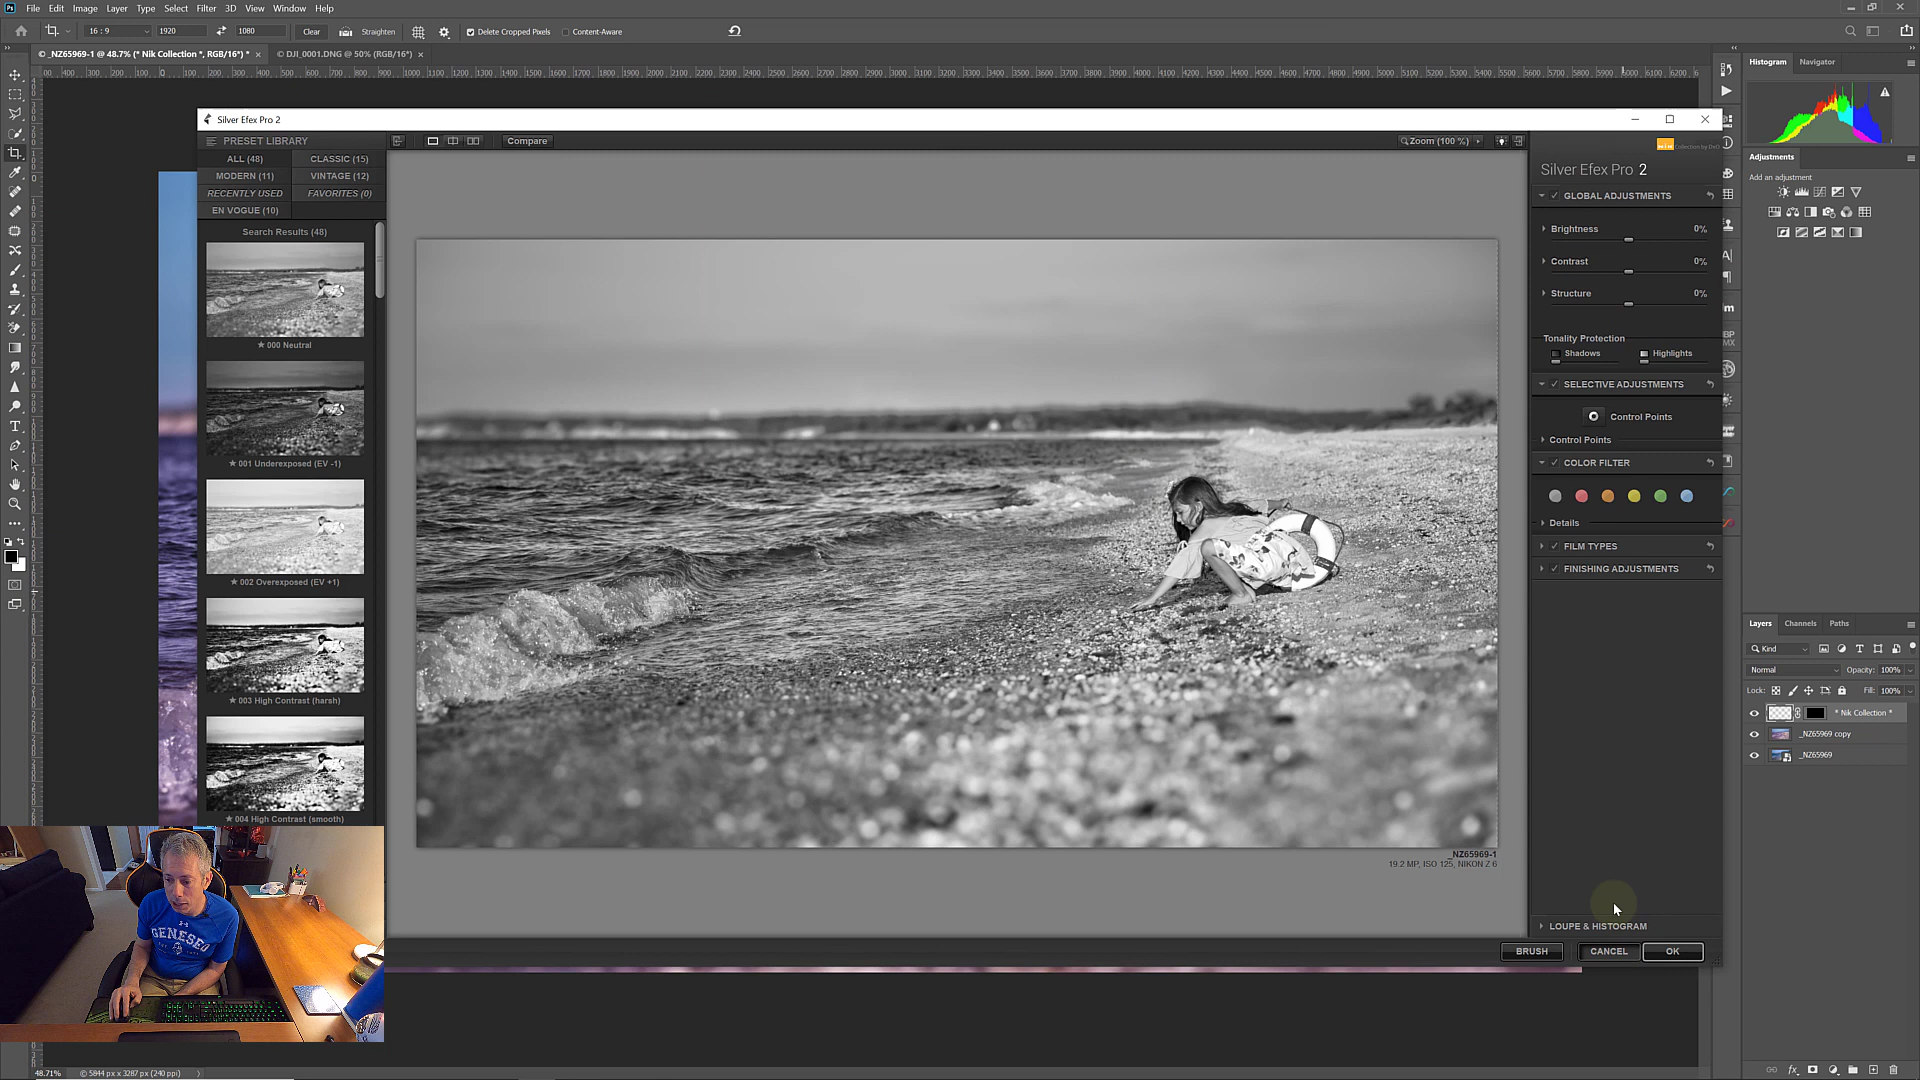 Ps File Edit Image Layer Type Select Filter 3D View Window Help
16 : 9 1920 1080 Clear Straighten Delete Cropped Pixels Content-Aware
© _NZ65969-1 @ 48.7% (* Nik Collection *, RGB/16*) * × © DJI_0001.DNG @ 50% (RGB/16*) ×
Histogram Navigator
Adjustments
Add an adjustment
Silver Efex Pro 2
PRESET LIBRARY
Compare
Zoom (100 %)
ALL (48) CLASSIC (15)
MODERN (11) VINTAGE (12)
RECENTLY USED FAVORITES (0)
EN VOGUE (10)
Search Results (48)
★ 000 Neutral
★ 001 Underexposed (EV -1)
★ 002 Overexposed (EV +1)
★ 003 High Contrast (harsh)
★ 004 High Contrast (smooth)
GENESEO
_NZ65969-1
19.2 MP, ISO 125, NIKON Z 6
Collection by DxO
Silver Efex Pro 2
GLOBAL ADJUSTMENTS
Brightness 0%
Contrast 0%
Structure 0%
Tonality Protection
Shadows Highlights
SELECTIVE ADJUSTMENTS
Control Points
Control Points
COLOR FILTER
Details
FILM TYPES
FINISHING ADJUSTMENTS
LOUPE & HISTOGRAM
BRUSH CANCEL OK
Layers Channels Paths
Kind
Normal Opacity: 100%
Lock: Fill: 100%
* Nik Collection *
_NZ65969 copy
_NZ65969
48.71% © 5844 px x 3287 px (240 ppi)